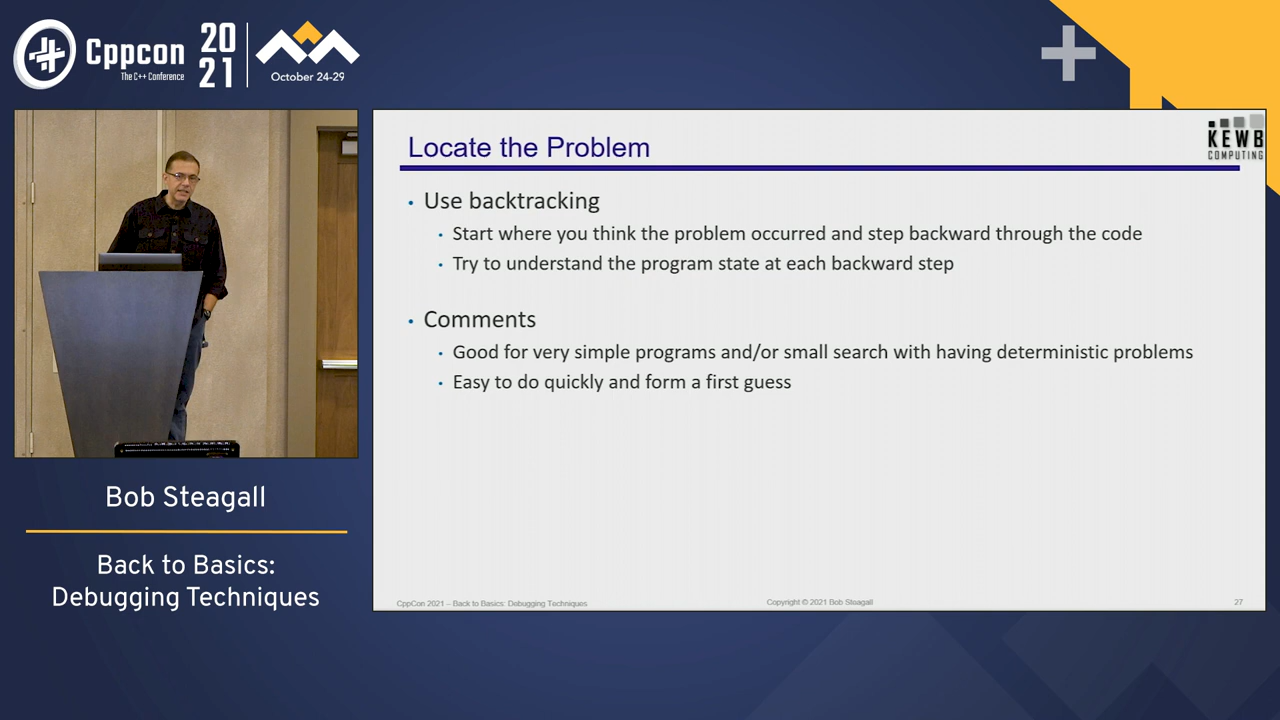 Cppcon
The C++ Conference
20
21
October 24-29
Locate the Problem
KEWB
COMPUTING
• Use backtracking
• Start where you think the problem occurred and step backward through the code
• Try to understand the program state at each backward step
• Comments
• Good for very simple programs and/or small search with having deterministic problems
• Easy to do quickly and form a first guess
CppCon 2021 – Back to Basics: Debugging Techniques
Copyright © 2021 Bob Steagall
27
Bob Steagall
Back to Basics:
Debugging Techniques